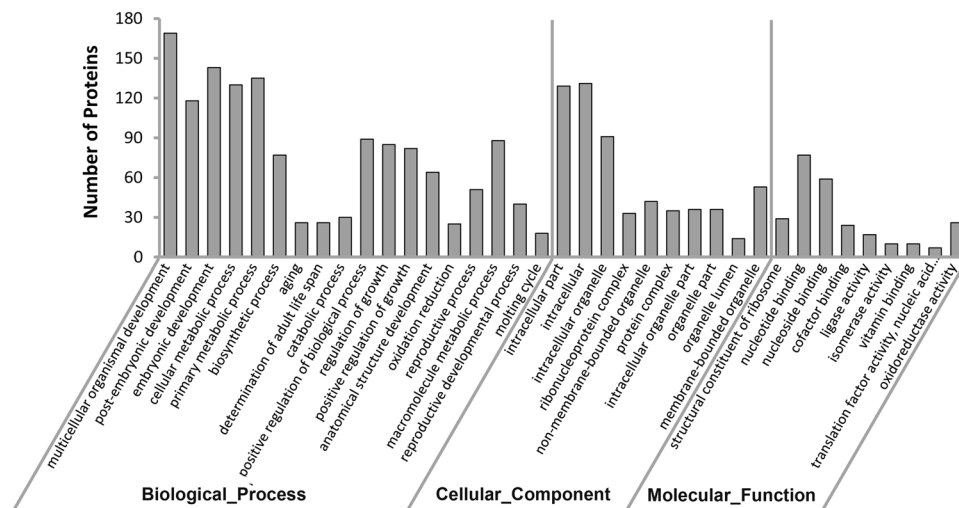 Number of Proteins
180
150
120
90
60
30
0
multicellular organismal development
post-embryonic development
embryonic development
cellular metabolic process
primary metabolic process
biosynthetic process
aging
determination of adult life span
catabolic process
positive regulation of biological process
regulation of growth
positive regulation of growth
anatomical structure development
oxidation reduction
reproductive process
macromolecule metabolic process
reproductive developmental process
molting cycle
intracellular part
intracellular
intracellular organelle
ribonucleoprotein complex
non-membrane-bounded organelle
protein complex
intracellular organelle part
organelle part
organelle lumen
membrane-bounded organelle
structural constituent of ribosome
nucleotide binding
nucleoside binding
cofactor binding
ligase activity
isomerase activity
vitamin binding
translation factor activity, nucleic acid...
oxidoreductase activity
Biological_Process
Cellular_Component
Molecular_Function